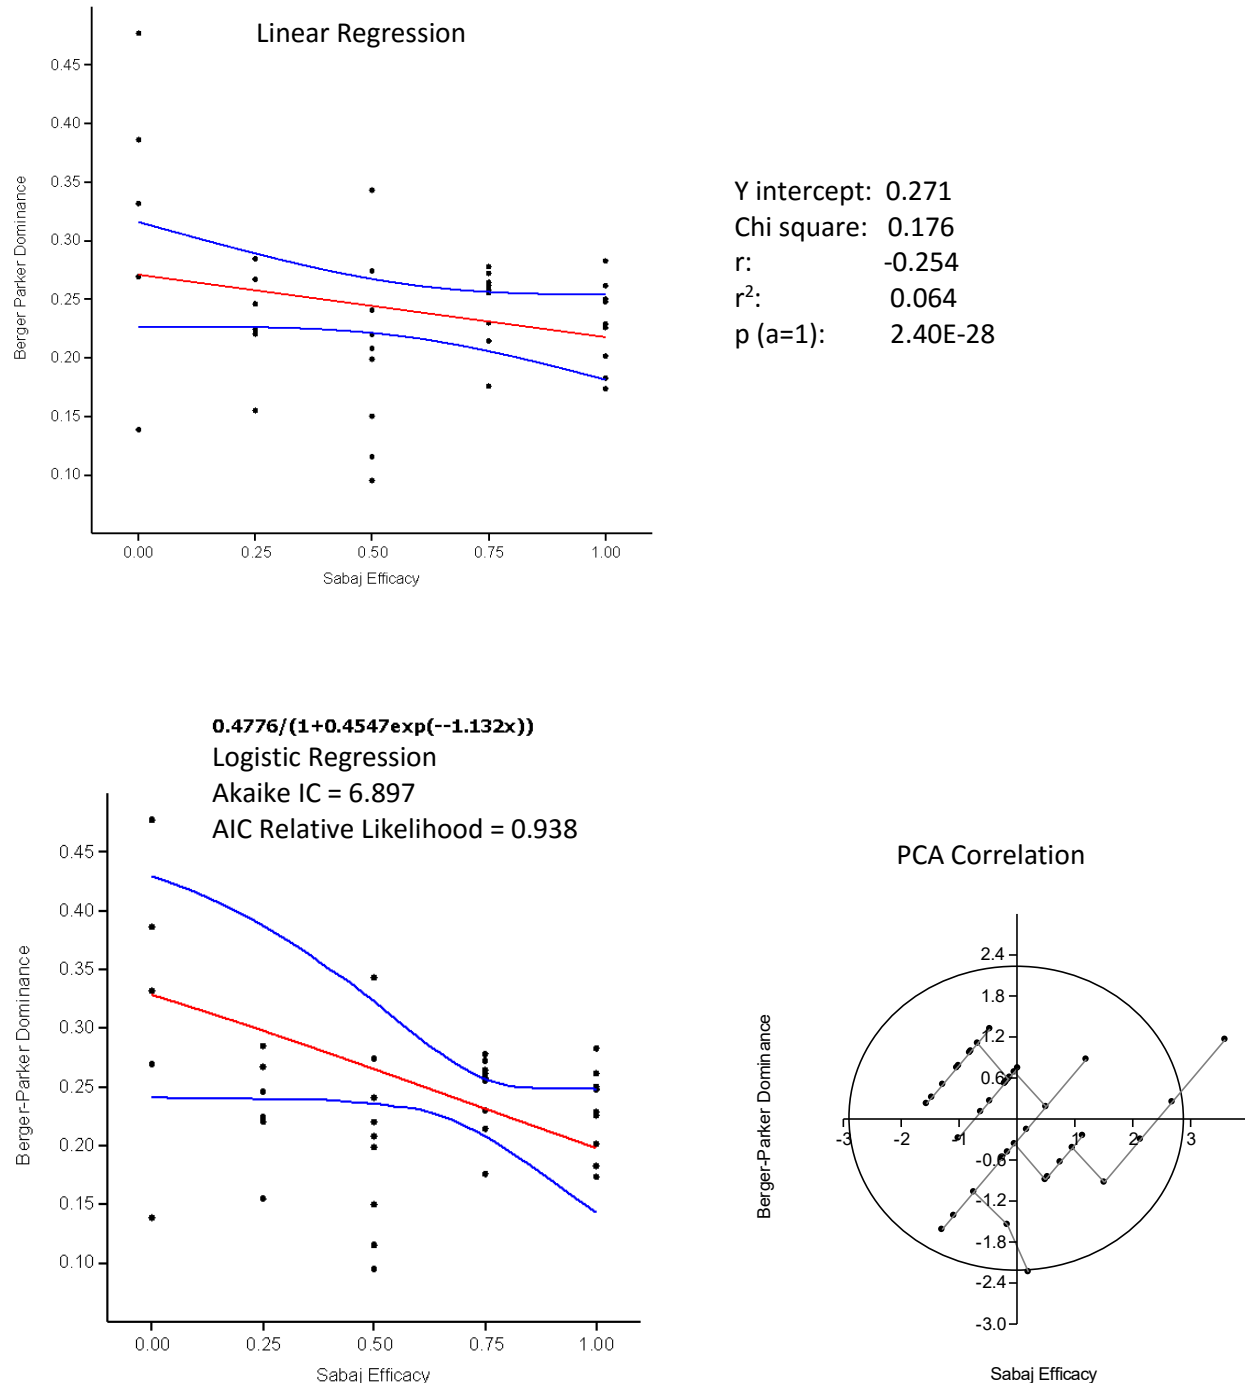 Linear Regression
0.45
0.40
0.35
0.30
0.25
0.20
0.15
0.10
Berger Parker Dominance
0.00 0.25 0.50 0.75 1.00
Sabaj Efficacy
Y intercept: 0.271
Chi square: 0.176
r: -0.254
r²: 0.064
p (a=1): 2.40E-28
0.4776/(1+0.4547exp(--1.132x))
Logistic Regression
Akaike IC = 6.897
AIC Relative Likelihood = 0.938
0.45
0.40
0.35
0.30
0.25
0.20
0.15
0.10
Berger-Parker Dominance
0.00 0.25 0.50 0.75 1.00
Sabaj Efficacy
PCA Correlation
2.4
1.8
1.2
0.6
-3 -2 -1 1 2 3
-0.6
-1.2
-1.8
-2.4
-3.0
Berger-Parker Dominance
Sabaj Efficacy